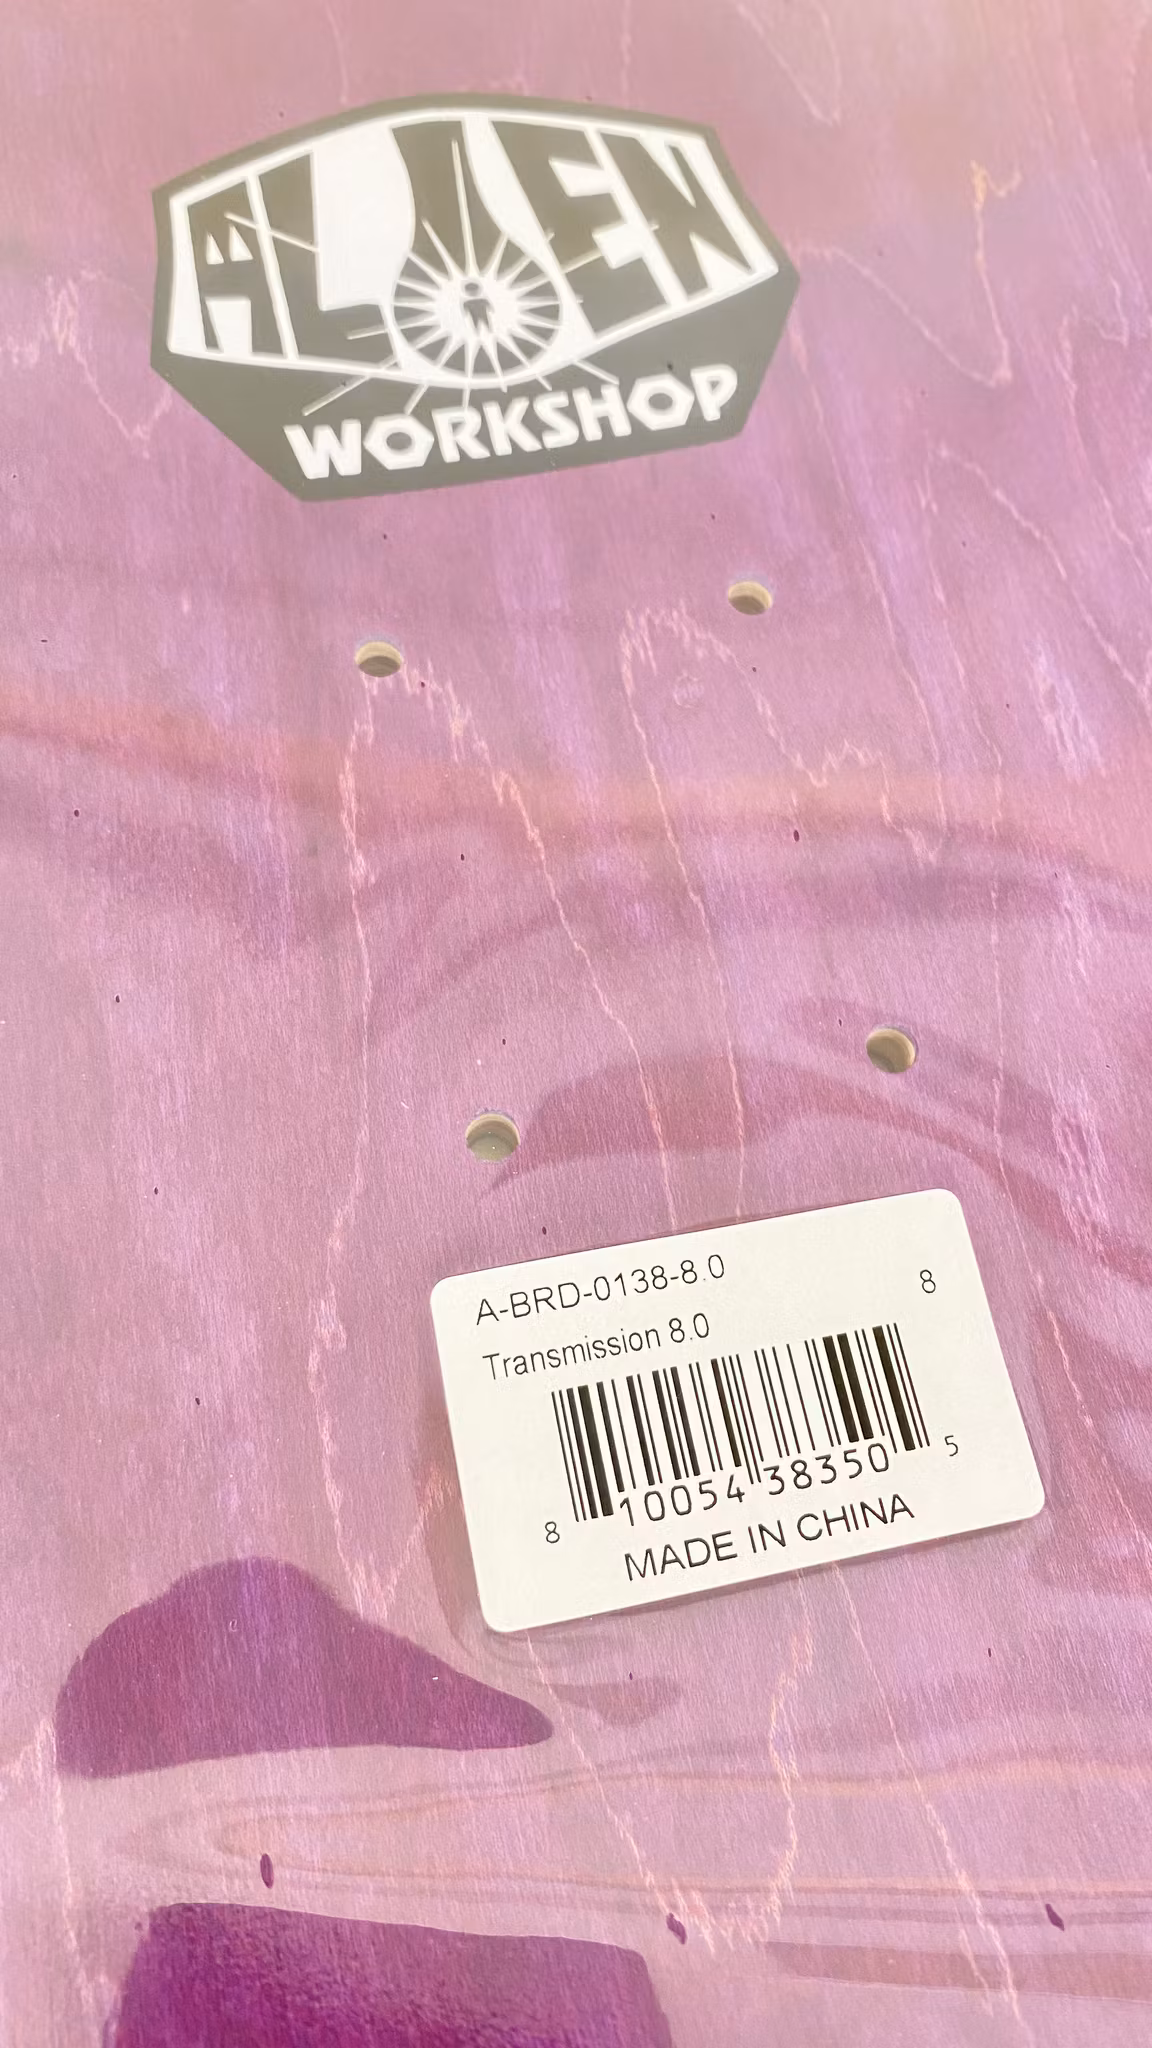 ALIEN
WORKSHOP
A-BRD-0138-8.0
8
Transmission 8.0
8 10054 38350 5
MADE IN CHINA